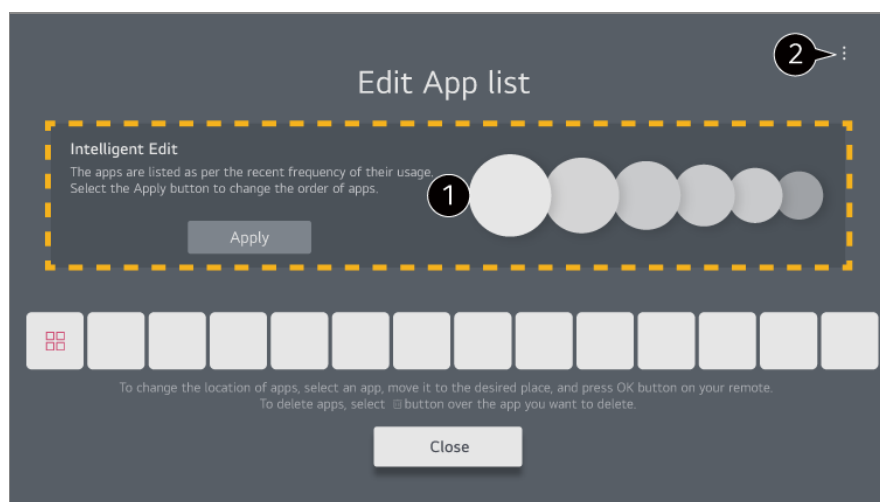 2
Edit App list
Intelligent Edit
The apps are listed as per the recent frequency of their usage.
Select the Apply button to change the order of apps.
1
Apply
To change the location of apps, select an app, move it to the desired place, and press OK button on your remote.
To delete apps, select button over the app you want to delete.
Close